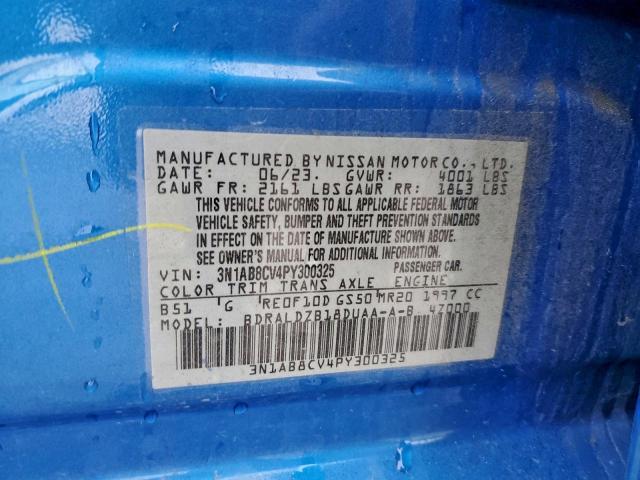 MANUFACTURED BY NISSAN MOTOR CO., LTD.
DATE: 06/23. GVWR: 4001 LBS
GAWR FR: 2161 LBS GAWR RR: 1863 LBS
THIS VEHICLE CONFORMS TO ALL APPLICABLE FEDERAL MOTOR
VEHICLE SAFETY, BUMPER AND THEFT PREVENTION STANDARDS
IN EFFECT ON THE DATE OF MANUFACTURE SHOWN ABOVE.
SEE OWNER'S MANUAL FOR ADDITIONAL INFORMATION.
VIN: 3N1AB8CV4PY300325 PASSENGER CAR.
COLOR TRIM TRANS AXLE ENGINE
B51 G RE0F10D GS50 MR20 1997 CC
MODEL: BDRALDZB18DUAA-A-B 4Z000
3N1AB8CV4PY300325